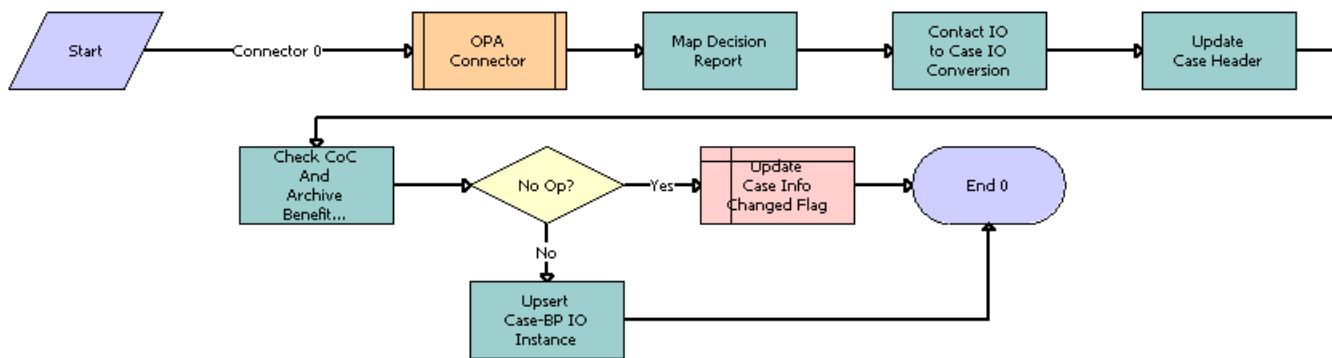 Start
Connector 0
OPA
Connector
Map Decision
Report
Contact IO
to Case IO
Conversion
Update
Case Header
Check CoC
And
Archive
Benefit...
No Op?
Yes
Update
Case Info
Changed Flag
End 0
No
Upsert
Case-BP IO
Instance